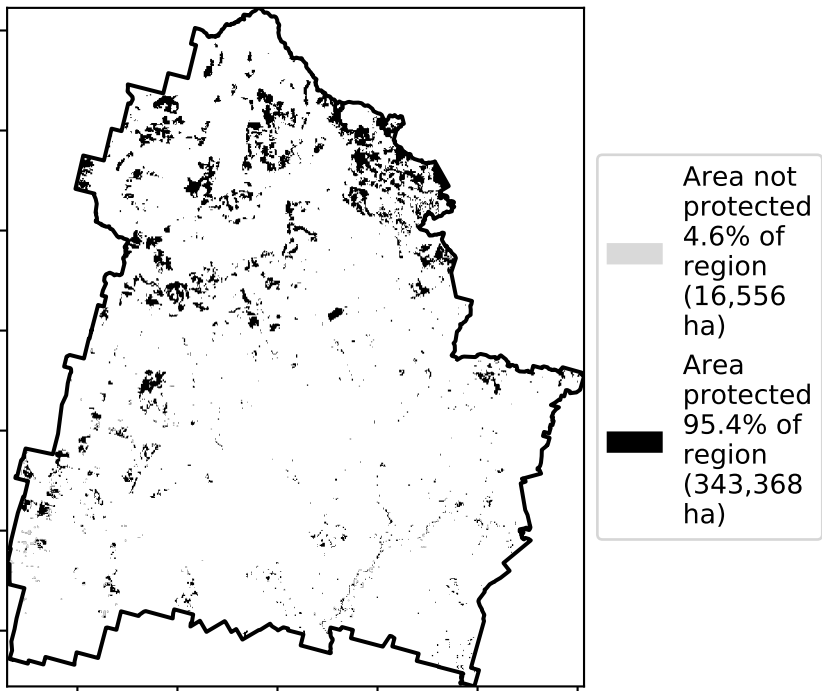 Area not
protected
4.6% of
region
(16,556
ha)
Area
protected
95.4% of
region
(343,368
ha)